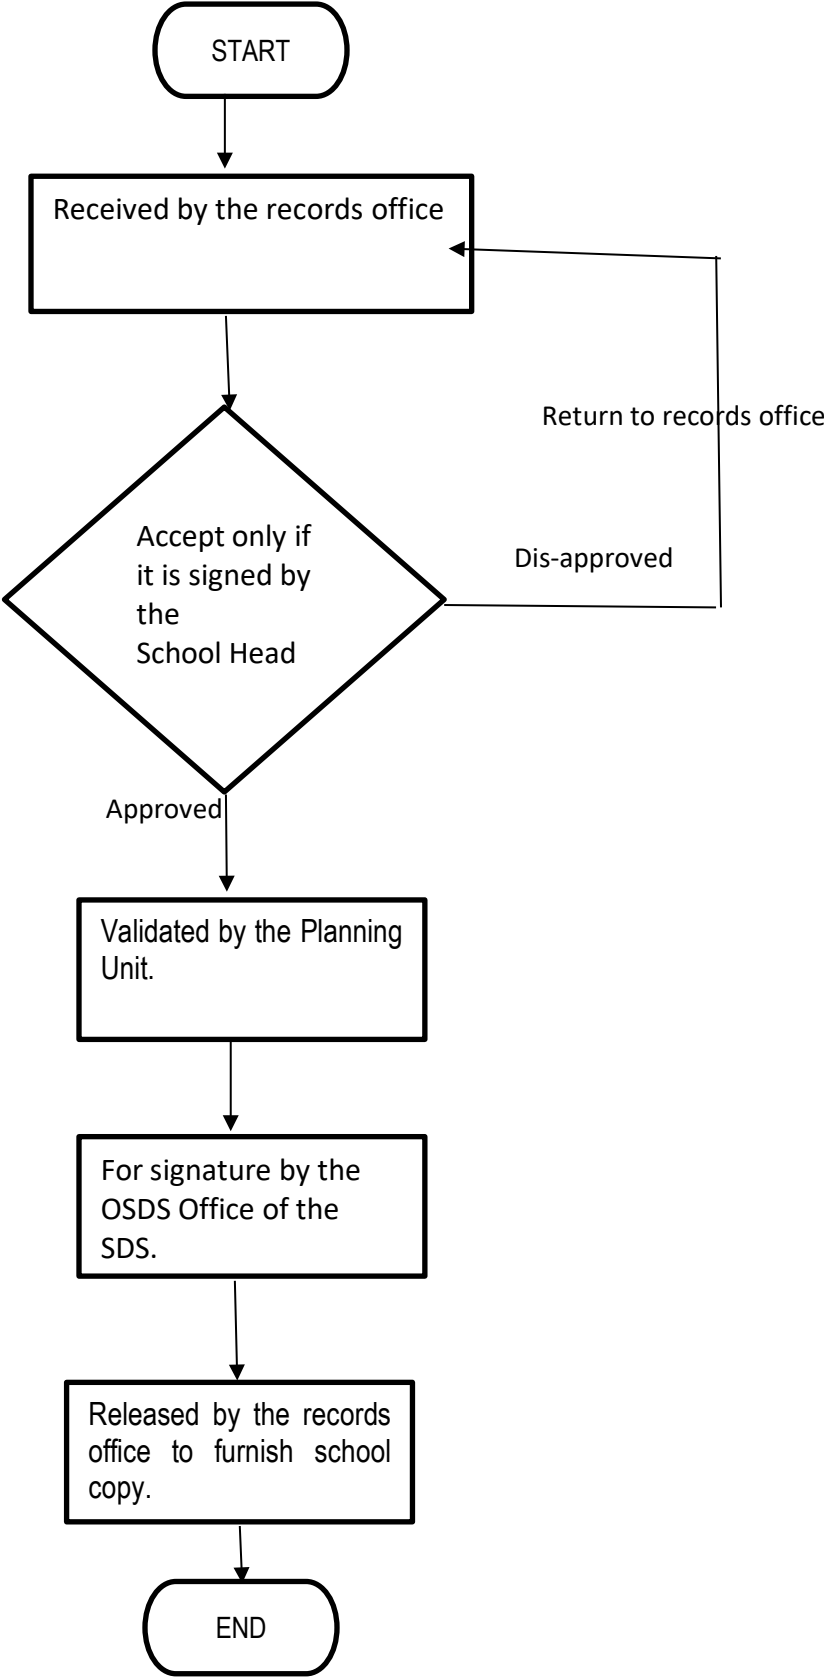 START
Received by the records office
Return to records office
Accept only if
it is signed by
the
School Head
Dis-approved
Approved
Validated by the Planning
Unit.
For signature by the
OSDS Office of the
SDS.
Released by the records
office to furnish school
copy.
END